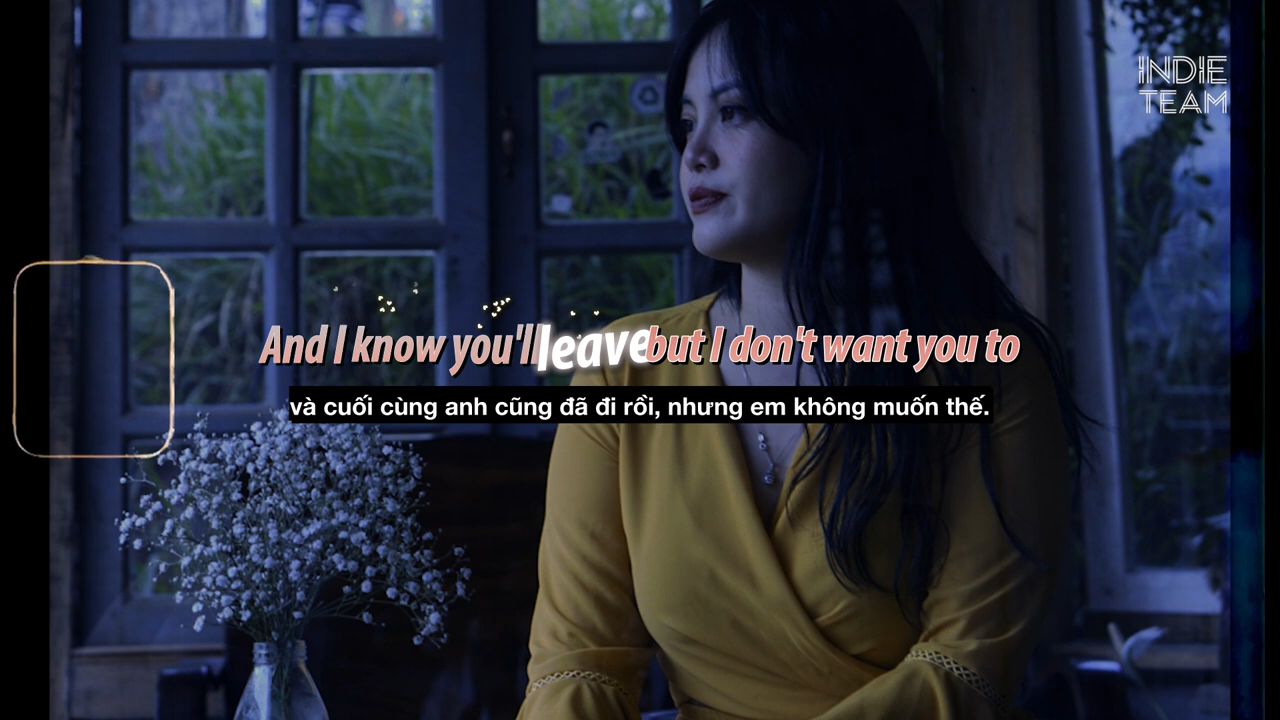 INDIE
TEAM
And I know you'll leave but I don't want you to
và cuối cùng anh cũng đã đi rồi, nhưng em không muốn thế.